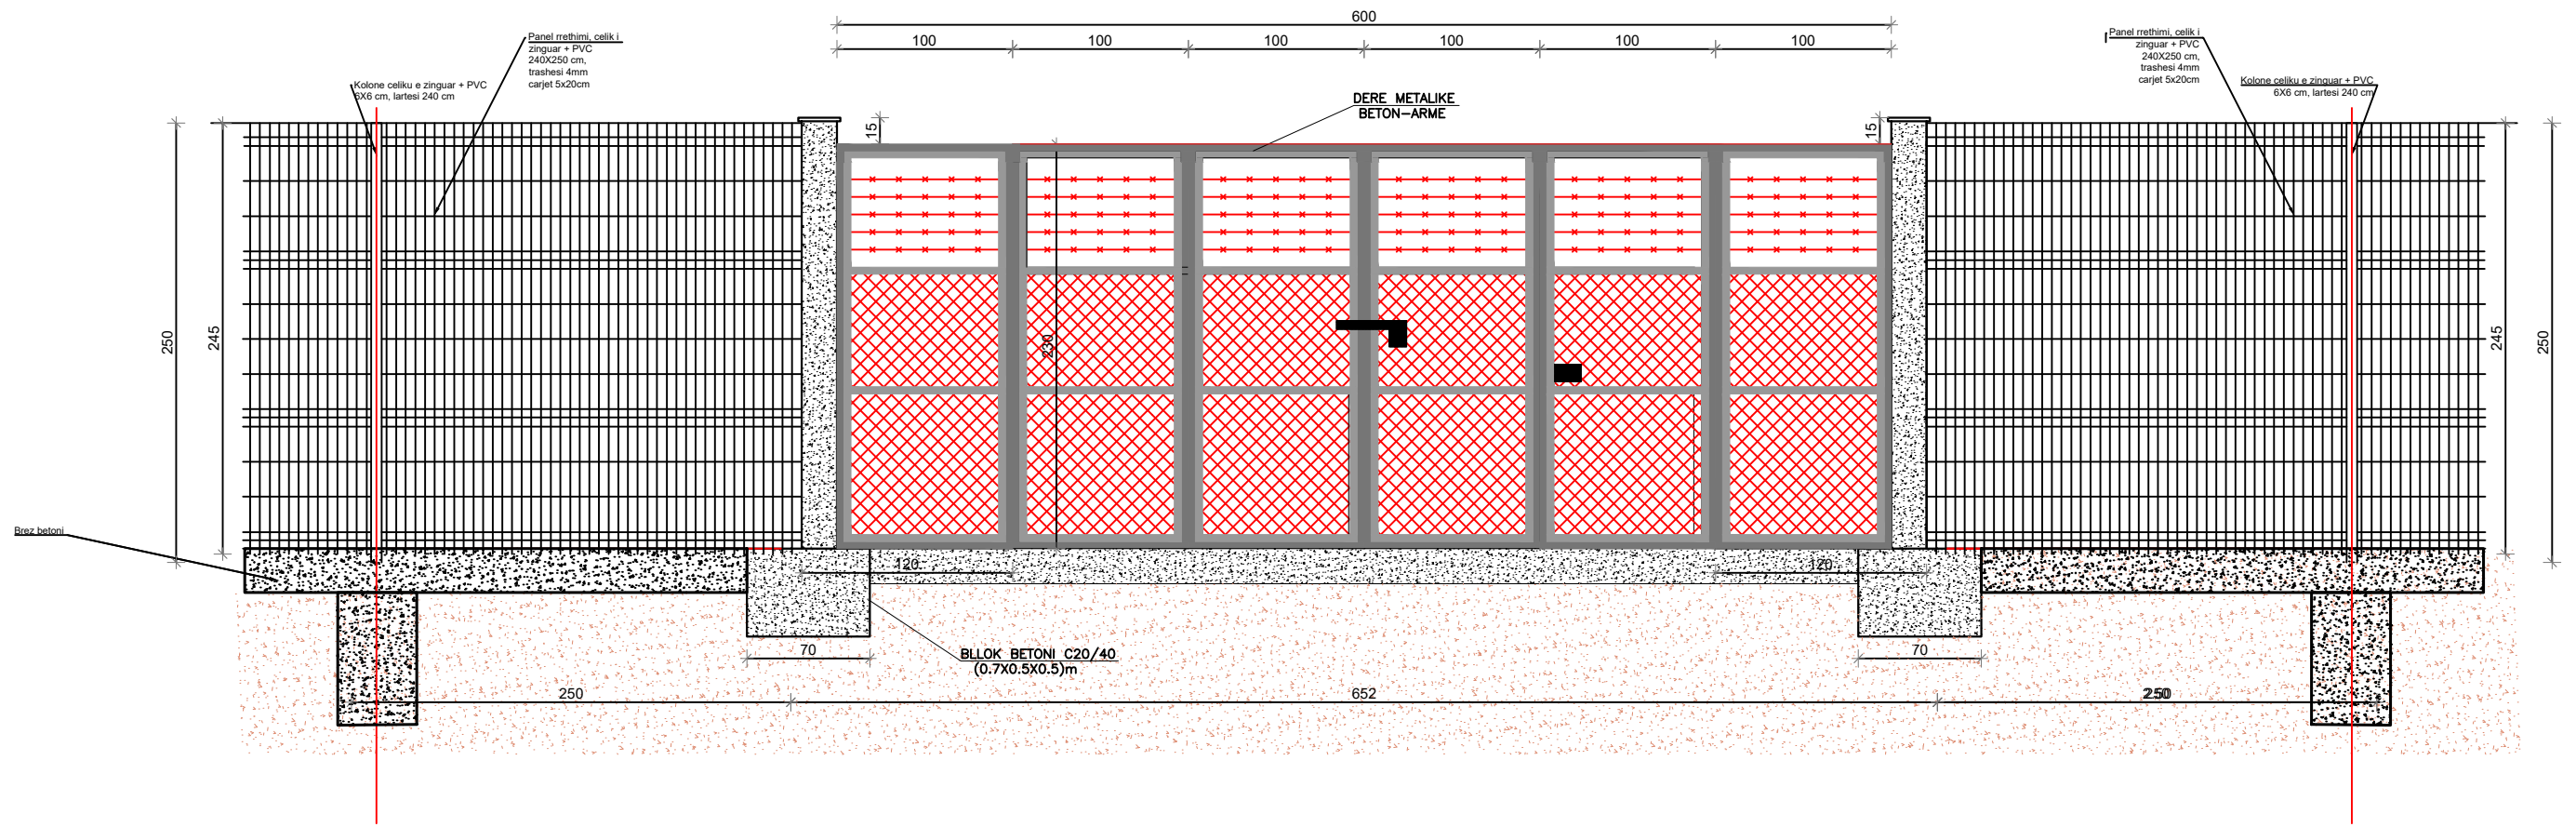 600
100 100 100 100 100 100
Panel rrethimi, celik i
zinguar + PVC
240X250 cm,
trashesi 4mm
carjet 5x20cm
Kolone celiku e zinguar + PVC
6X6 cm, lartesi 240 cm
Panel rrethimi, celik i
zinguar + PVC
240X250 cm,
trashesi 4mm
carjet 5x20cm
Kolone celiku e zinguar + PVC
6X6 cm, lartesi 240 cm
DERE METALIKE
BETON-ARME
15
15
250
245
230
245
250
Brez betoni
120
120
BLLOK BETONI C20/40
(0.7X0.5X0.5)m
70
70
250
652
250